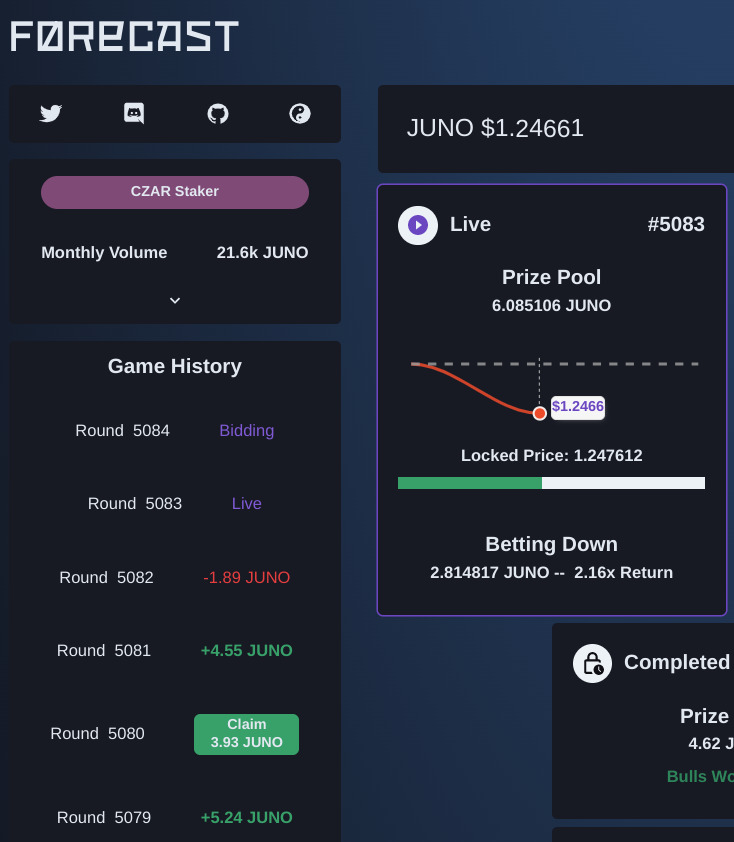 FØRECAST
CZAR Staker
Monthly Volume 21.6k JUNO
Game History
Round 5084 Bidding
Round 5083 Live
Round 5082 -1.89 JUNO
Round 5081 +4.55 JUNO
Round 5080
Claim
3.93 JUNO
Round 5079 +5.24 JUNO
JUNO $1.24661
Live #5083
Prize Pool
6.085106 JUNO
$1.2466
Locked Price: 1.247612
Betting Down
2.814817 JUNO -- 2.16x Return
Completed
Prize
4.62 J
Bulls Wo